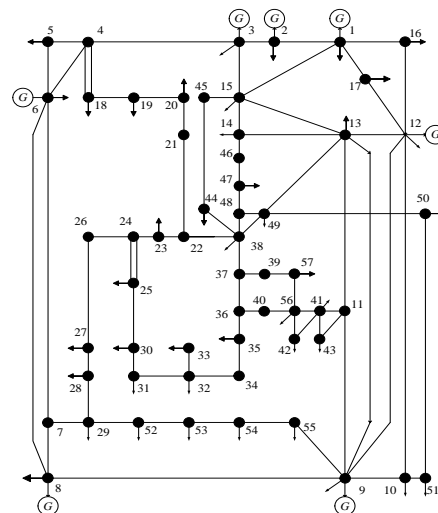 G G G
5 4 3 2 1 16
17
G 6 18 19 20 45 15
14 13 12 G
21 46
47
44 48 49 50
26 24 23 22 38
25 37 39 57
36 40 56 41 11
27 30 33 35 42 43
28 31 32 34
7 29 52 53 54 55
8 9 10 51
G G